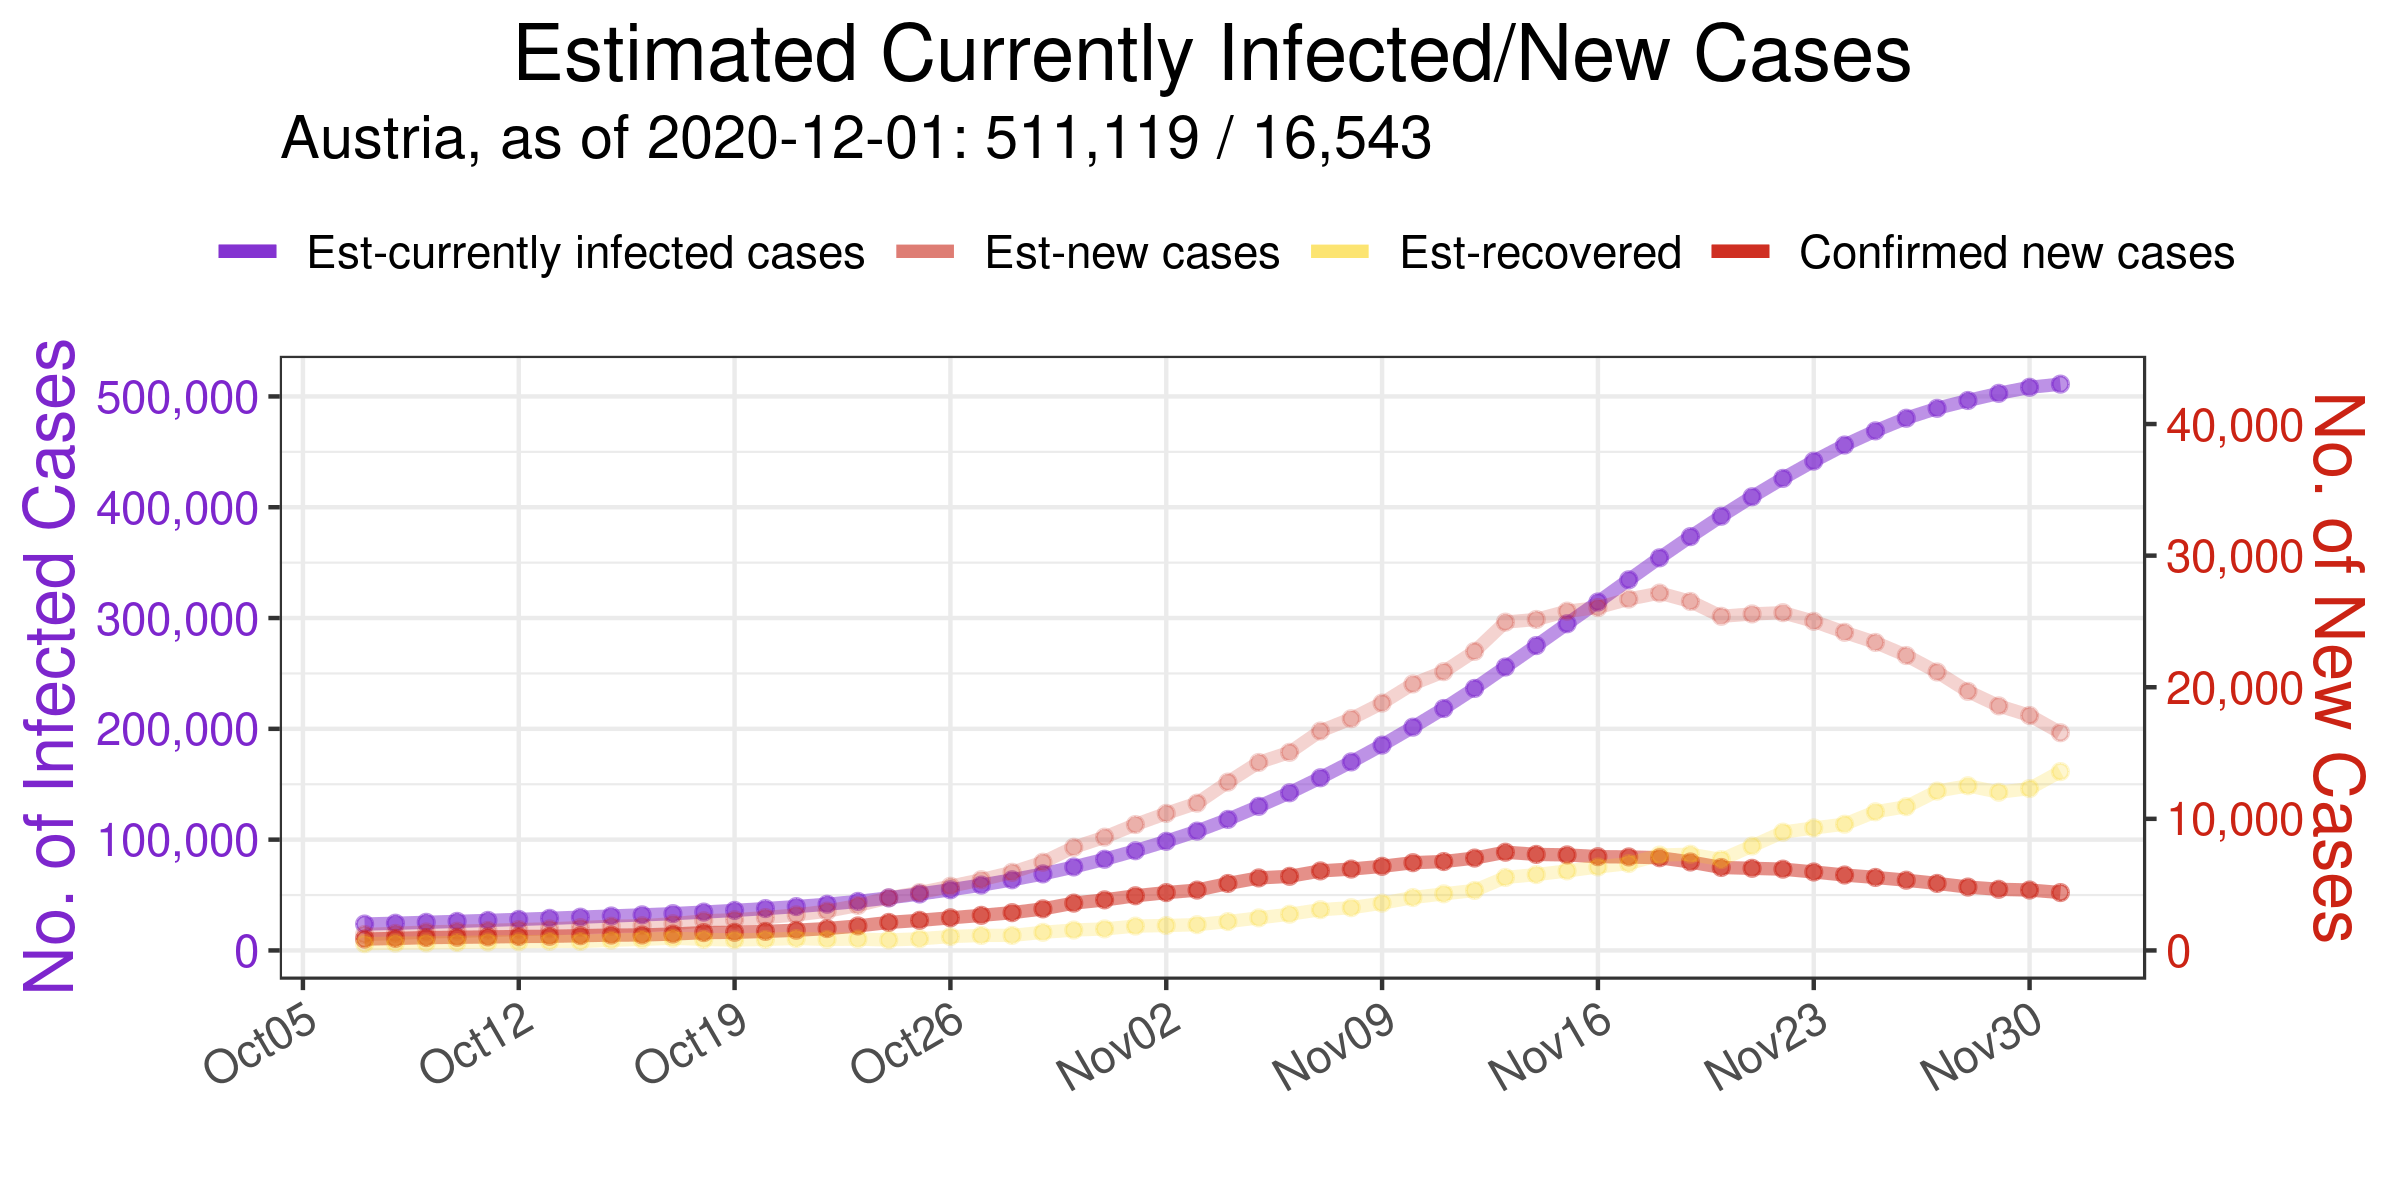 Estimated Currently Infected/New Cases
Austria, as of 2020-12-01: 511,119 / 16,543
Est-currently infected cases Est-new cases Est-recovered Confirmed new cases
No. of Infected Cases
500,000
400,000
300,000
200,000
100,000
0
40,000
30,000
20,000
10,000
0
No. of New Cases
Oct05 Oct12 Oct19 Oct26 Nov02 Nov09 Nov16 Nov23 Nov30